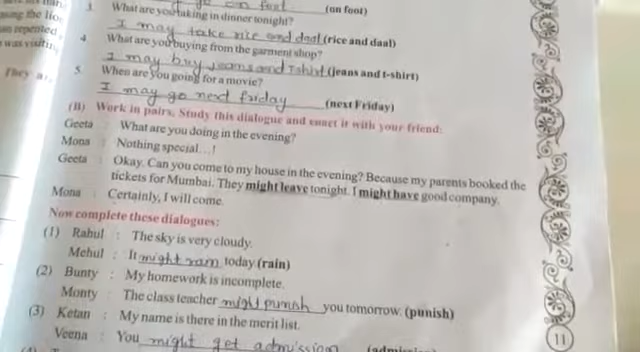 go on foot (on foot)
3. What are you taking in dinner tonight?
I may take rice and daal (rice and daal)
4. What are you buying from the garment shop?
I may buy jeans and T-shirt (jeans and t-shirt)
5. When are you going for a movie?
I may go next friday (next Friday)
(B) Work in pairs. Study this dialogue and enact it with your friend:
Geeta : What are you doing in the evening?
Mona : Nothing special...!
Geeta : Okay. Can you come to my house in the evening? Because my parents booked the
tickets for Mumbai. They might leave tonight. I might have good company.
Mona : Certainly, I will come.
Now complete these dialogues:
(1) Rahul : The sky is very cloudy.
Mehul : It might rain today. (rain)
(2) Bunty : My homework is incomplete.
Monty : The class teacher might punish you tomorrow. (punish)
(3) Ketan : My name is there in the merit list.
Veena : You might get admission
11